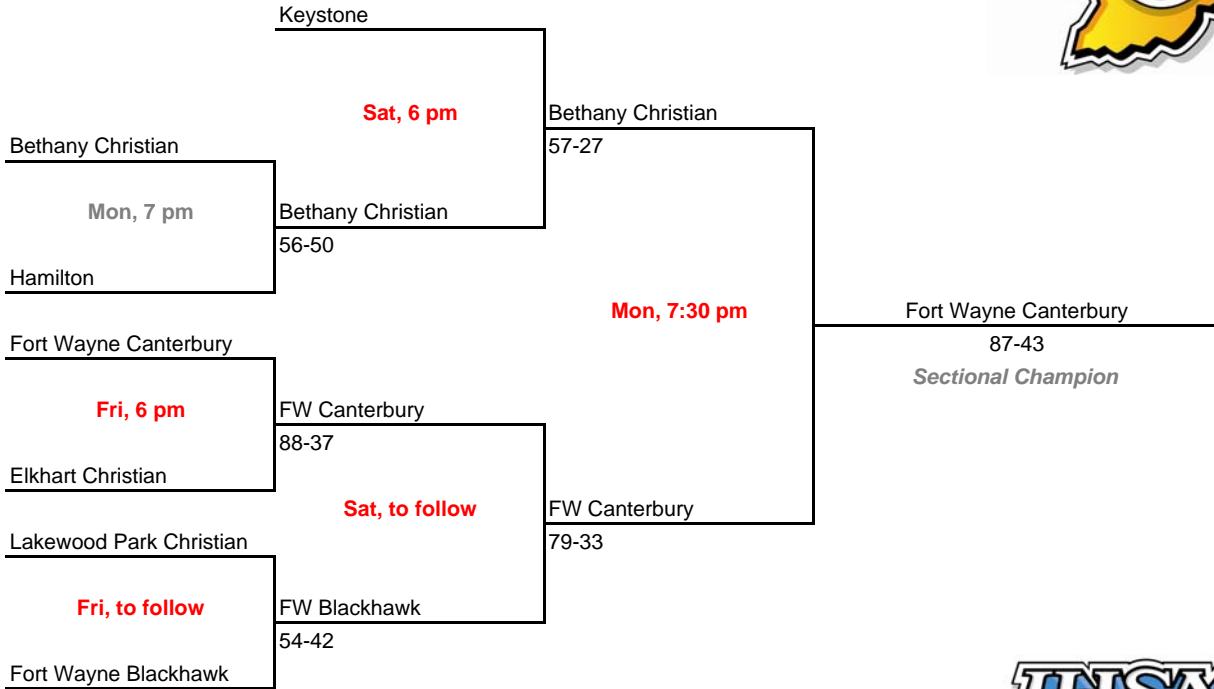 Keystone
Sat, 6 pm
Bethany Christian
Bethany Christian
57-27
Mon, 7 pm
Bethany Christian
56-50
Hamilton
Mon, 7:30 pm
Fort Wayne Canterbury
Fort Wayne Canterbury
87-43
Sectional Champion
Fri, 6 pm
FW Canterbury
88-37
Elkhart Christian
Sat, to follow
FW Canterbury
Lakewood Park Christian
79-33
Fri, to follow
FW Blackhawk
54-42
Fort Wayne Blackhawk